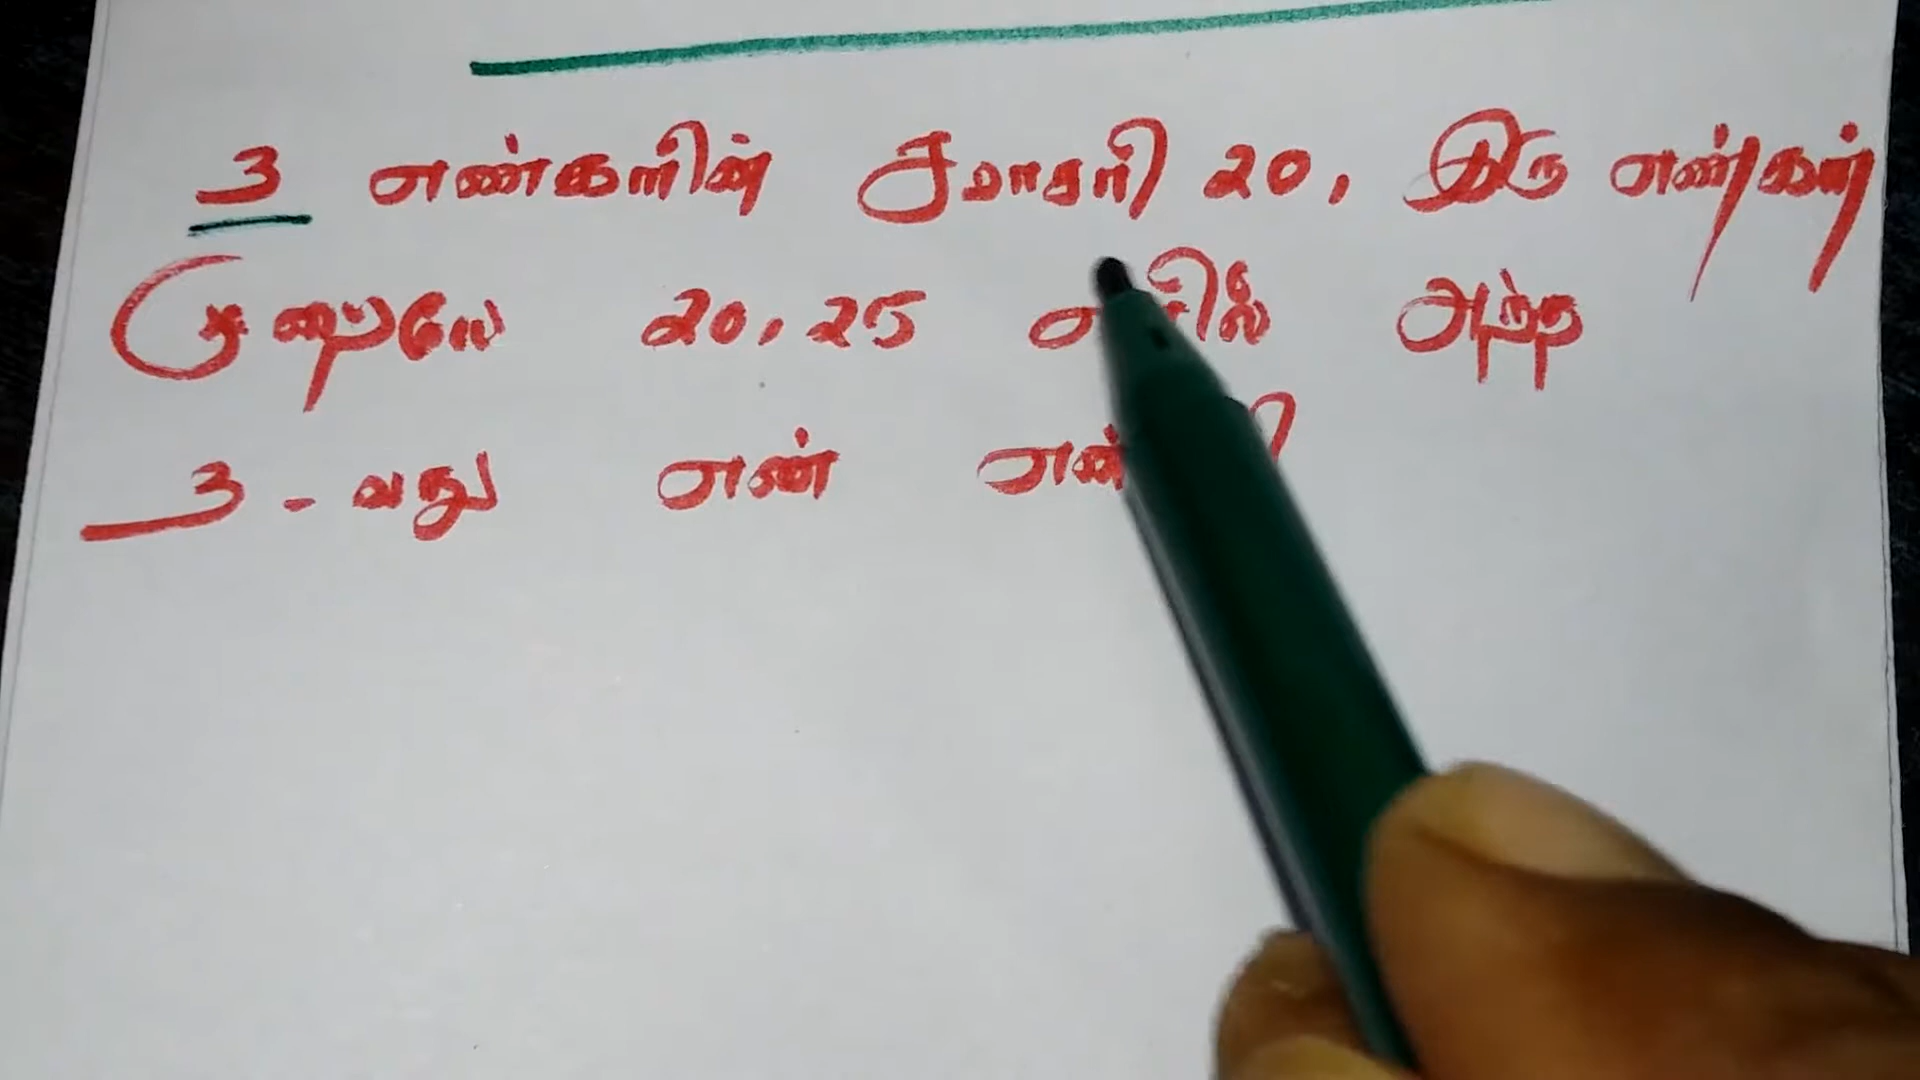 3 எண்களின் சராசரி 20, இரு எண்கள்
முறையே 20, 25 எனில் அந்த
3 - வது எண்